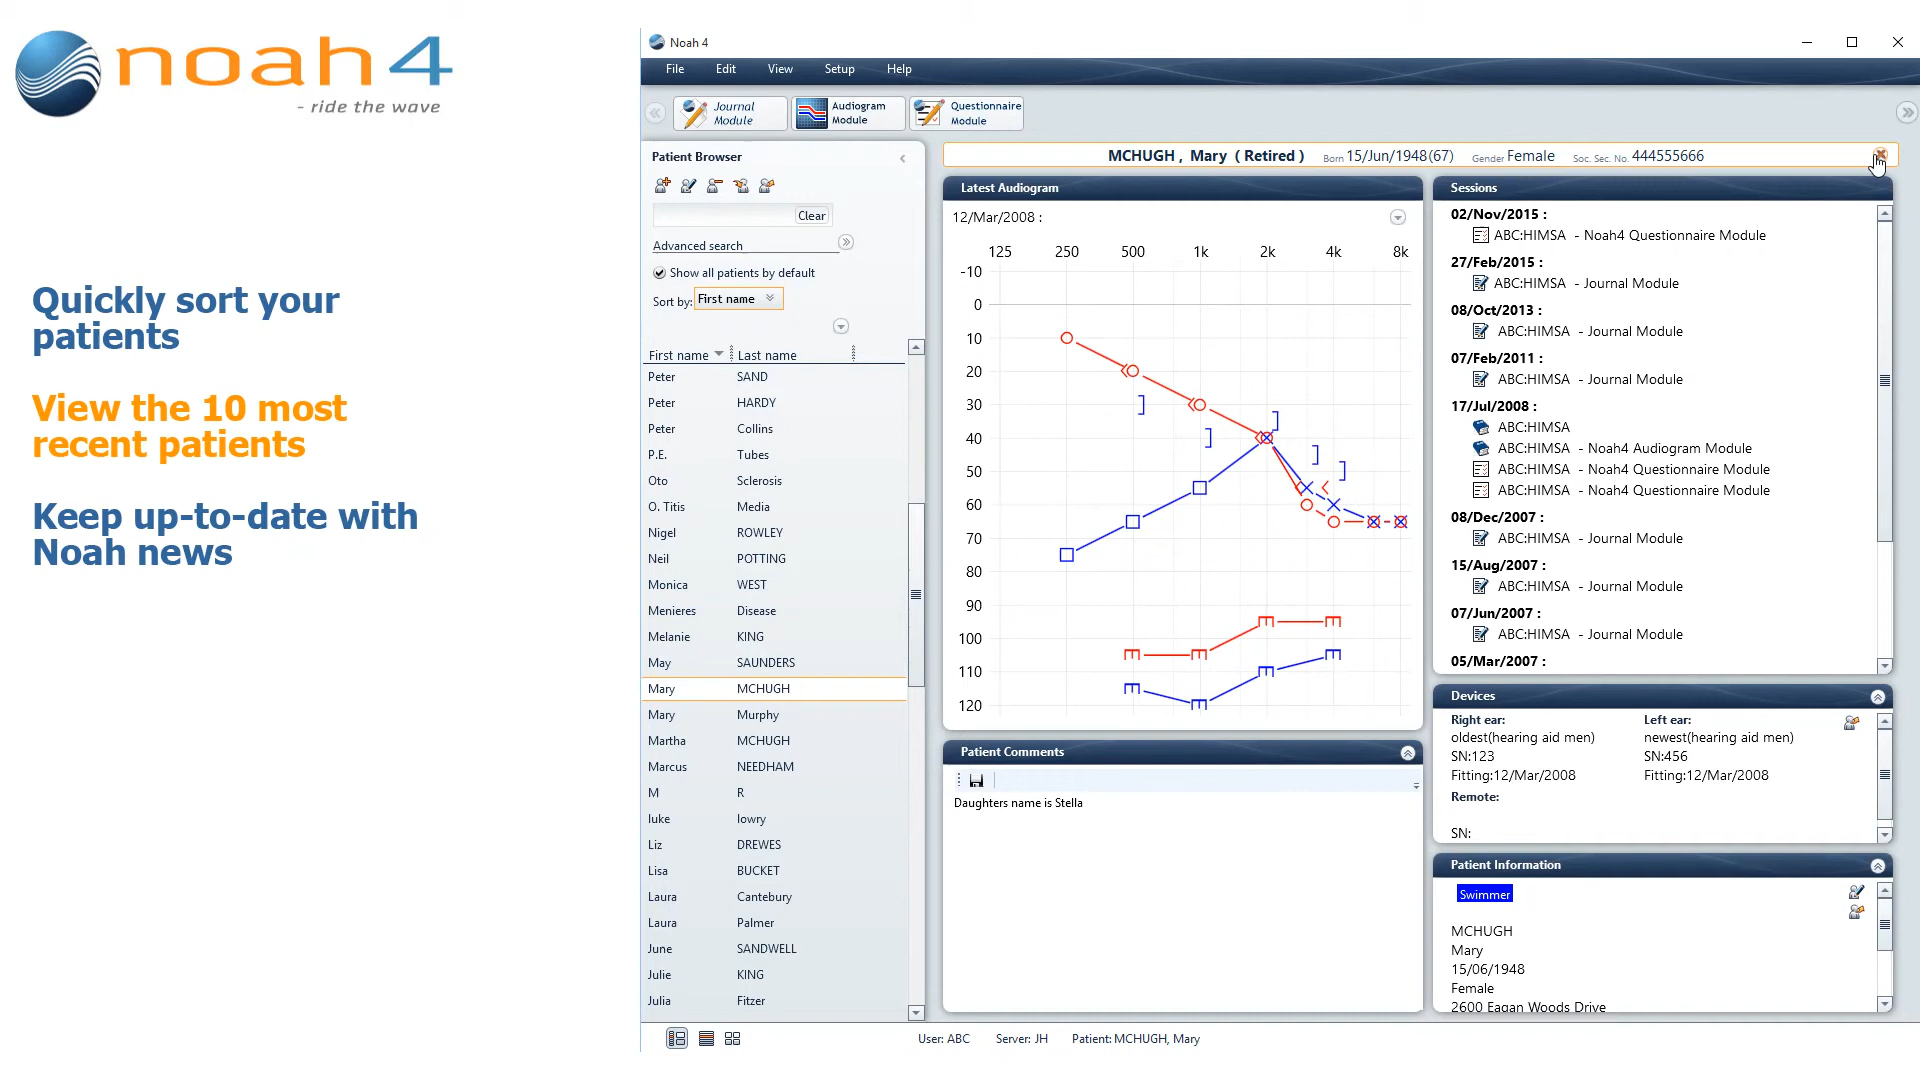 noah 4
- ride the wave
Quickly sort your
patients
View the 10 most
recent patients
Keep up-to-date with
Noah news
Noah 4
File Edit View Setup Help
Journal Module
Audiogram Module
Questionnaire Module
Patient Browser
Clear
Advanced search
Show all patients by default
Sort by: First name
First name Last name
Peter SAND
Peter HARDY
Peter Collins
P.E. Tubes
Oto Sclerosis
O. Titis Media
Nigel ROWLEY
Neil POTTING
Monica WEST
Menieres Disease
Melanie KING
May SAUNDERS
Mary MCHUGH
Mary Murphy
Martha MCHUGH
Marcus NEEDHAM
M R
luke lowry
Liz DREWES
Lisa BUCKET
Laura Cantebury
Laura Palmer
June SANDWELL
Julie KING
Julia Fitzer
MCHUGH , Mary ( Retired ) Born 15/Jun/1948(67) Gender Female Soc. Sec. No. 444555666
Latest Audiogram
12/Mar/2008 :
125 250 500 1k 2k 4k 8k
-10
0
10
20
30
40
50
60
70
80
90
100
110
120
Patient Comments
Daughters name is Stella
Sessions
02/Nov/2015 :
ABC:HIMSA - Noah4 Questionnaire Module
27/Feb/2015 :
ABC:HIMSA - Journal Module
08/Oct/2013 :
ABC:HIMSA - Journal Module
07/Feb/2011 :
ABC:HIMSA - Journal Module
17/Jul/2008 :
ABC:HIMSA
ABC:HIMSA - Noah4 Audiogram Module
ABC:HIMSA - Noah4 Questionnaire Module
ABC:HIMSA - Noah4 Questionnaire Module
08/Dec/2007 :
ABC:HIMSA - Journal Module
15/Aug/2007 :
ABC:HIMSA - Journal Module
07/Jun/2007 :
ABC:HIMSA - Journal Module
05/Mar/2007 :
Devices
Right ear: Left ear:
oldest(hearing aid men) newest(hearing aid men)
SN:123 SN:456
Fitting:12/Mar/2008 Fitting:12/Mar/2008
Remote:
SN:
Patient Information
Swimmer
MCHUGH
Mary
15/06/1948
Female
2600 Eagan Woods Drive
User: ABC Server: JH Patient: MCHUGH, Mary